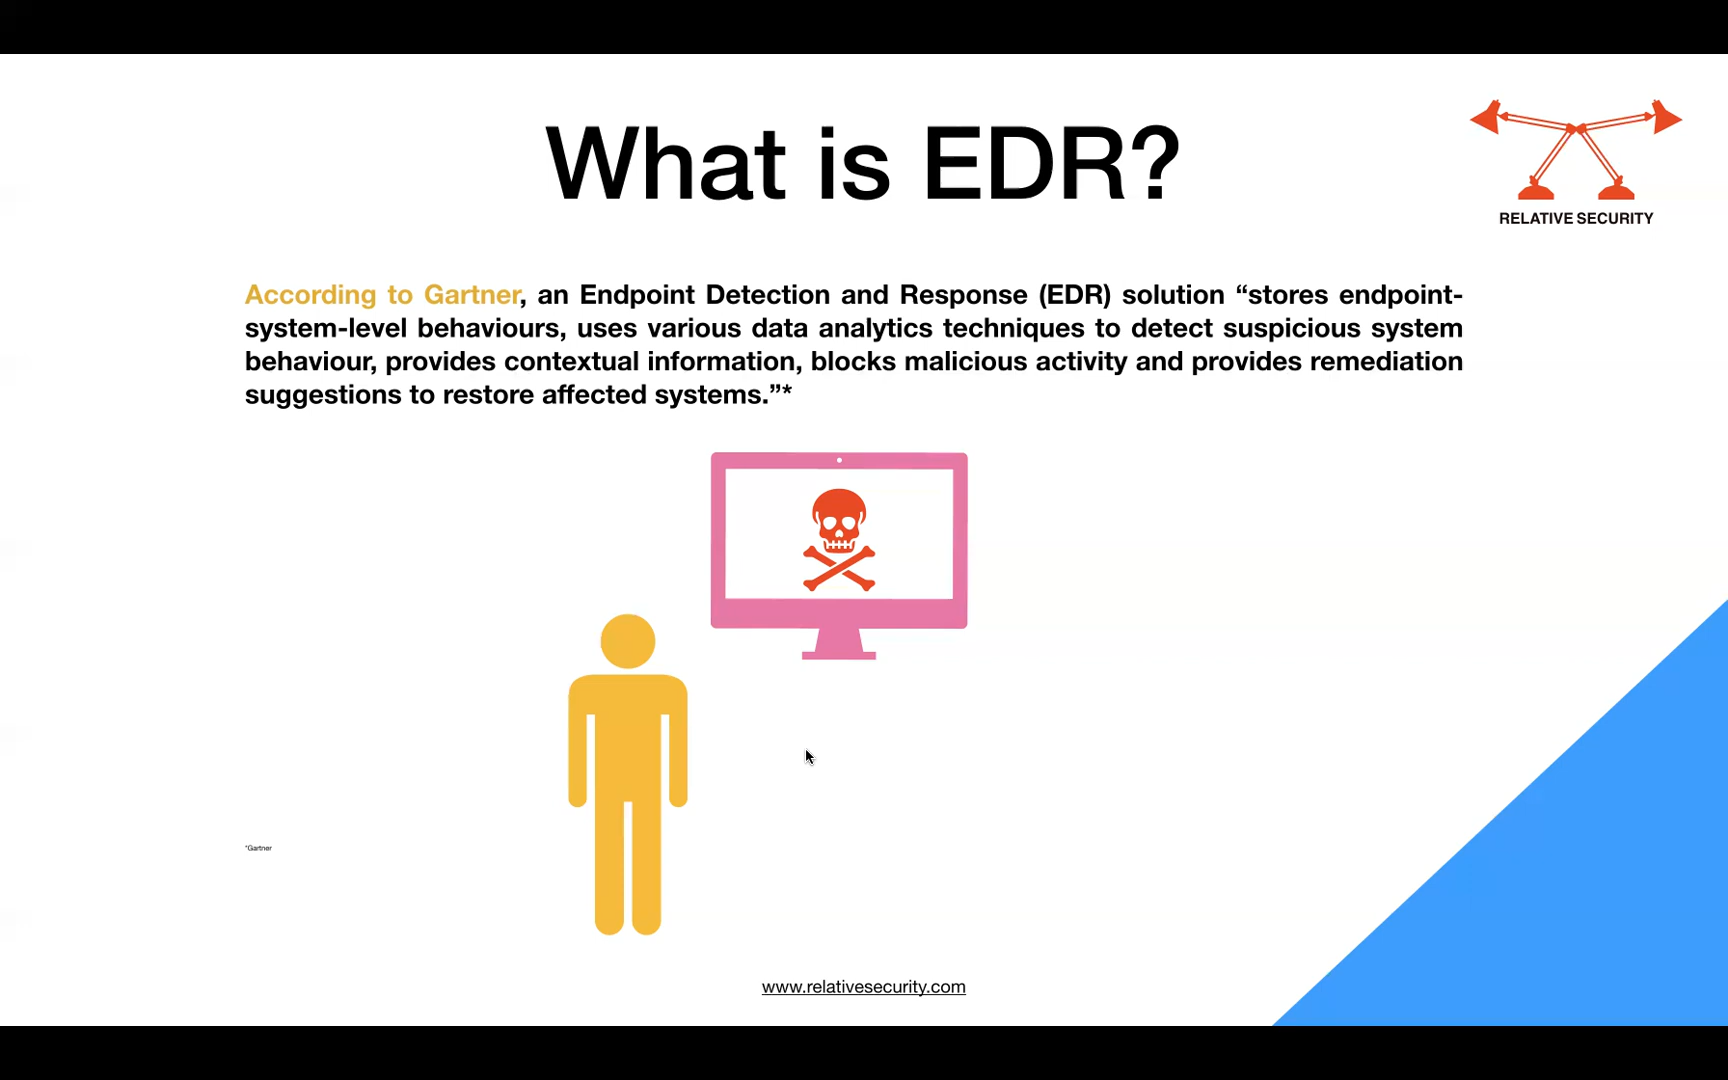 What is EDR?
RELATIVE SECURITY
According to Gartner, an Endpoint Detection and Response (EDR) solution “stores endpoint-
system-level behaviours, uses various data analytics techniques to detect suspicious system
behaviour, provides contextual information, blocks malicious activity and provides remediation
suggestions to restore affected systems.”*
*Gartner
www.relativesecurity.com